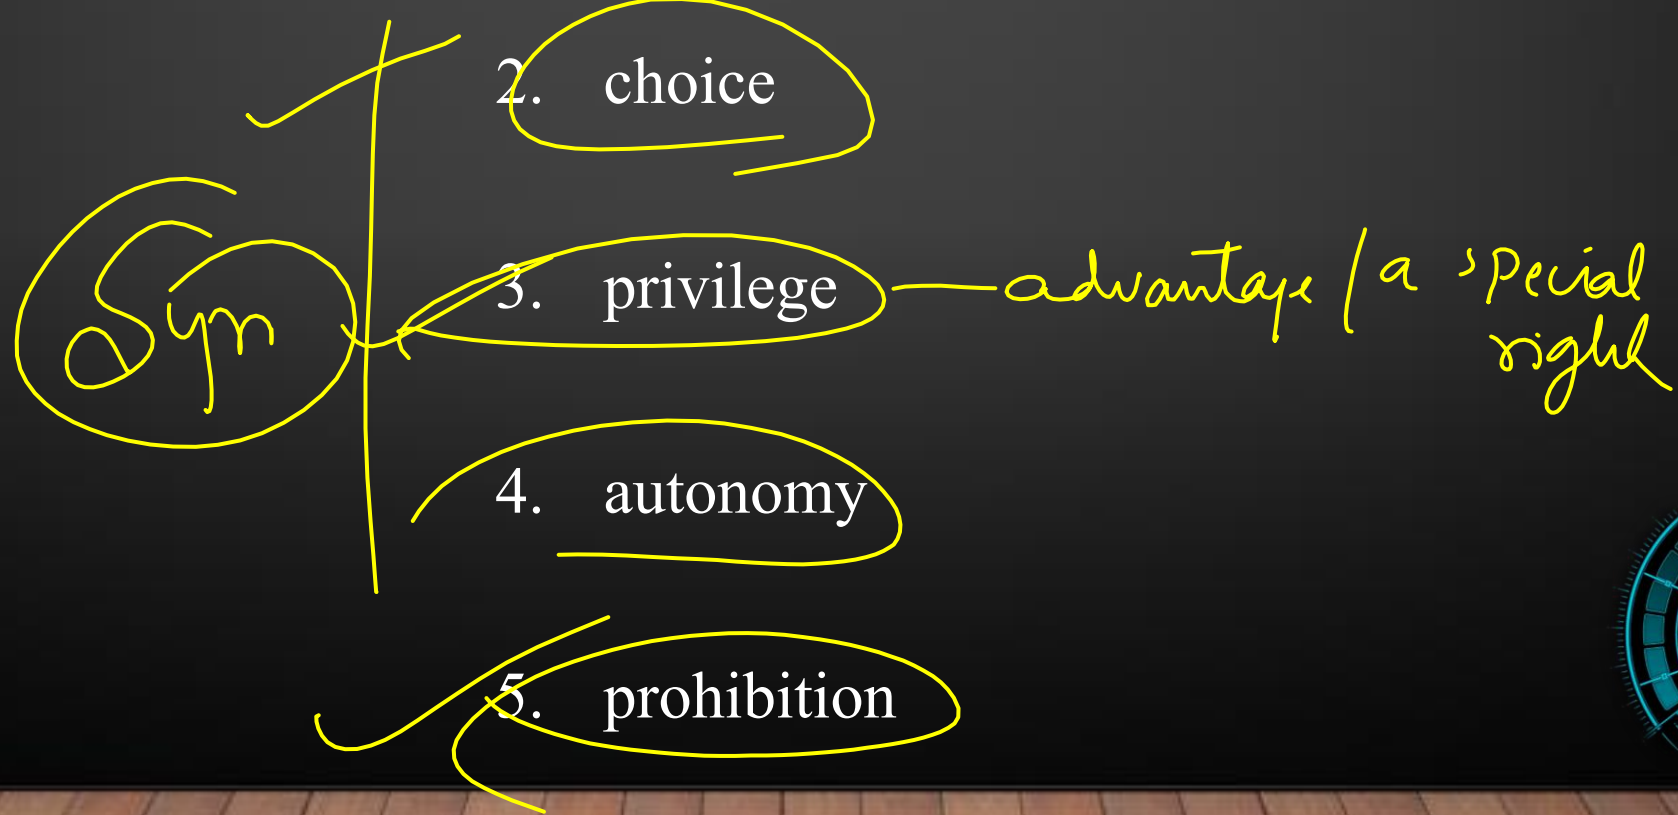 2. choice
Syn
3. privilege — advantage / a special
right
4. autonomy
5. prohibition